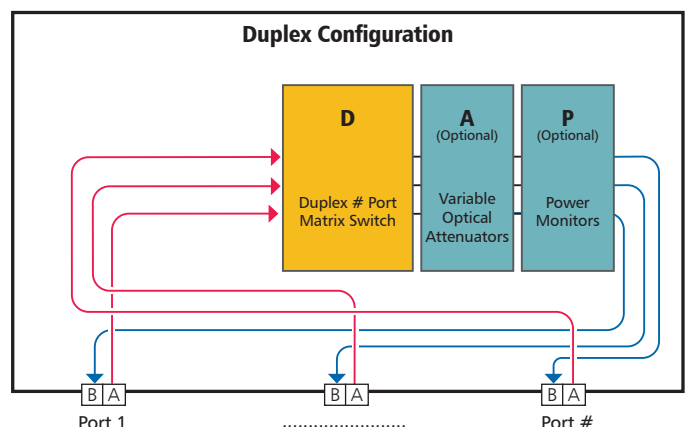 Duplex Configuration
D
Duplex # Port
Matrix Switch
A
(Optional)
Variable
Optical
Attenuators
P
(Optional)
Power
Monitors
B A
B A
B A
Port 1
........................
Port #